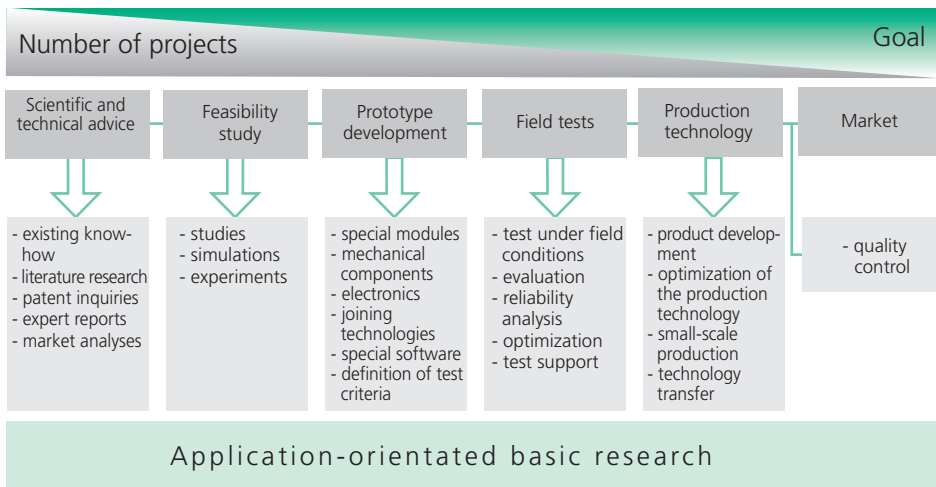 Number of projects
Goal
Scientific and
technical advice
Feasibility
study
Prototype
development
Field tests
Production
technology
Market
- existing know-
how
- literature research
- patent inquiries
- expert reports
- market analyses
- studies
- simulations
- experiments
- special modules
- mechanical
components
- electronics
- joining
technologies
- special software
- definition of test
criteria
- test under field
conditions
- evaluation
- reliability
analysis
- optimization
- test support
- product develop-
ment
- optimization of
the production
technology
- small-scale
production
- technology
transfer
- quality
control
Application-orientated basic research